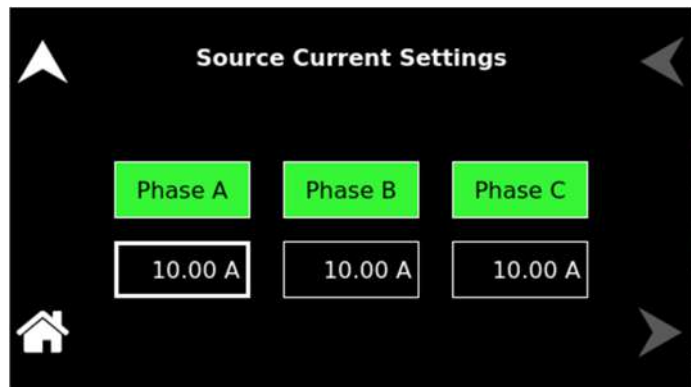 Source Current Settings
Phase A Phase B Phase C
10.00 A 10.00 A 10.00 A